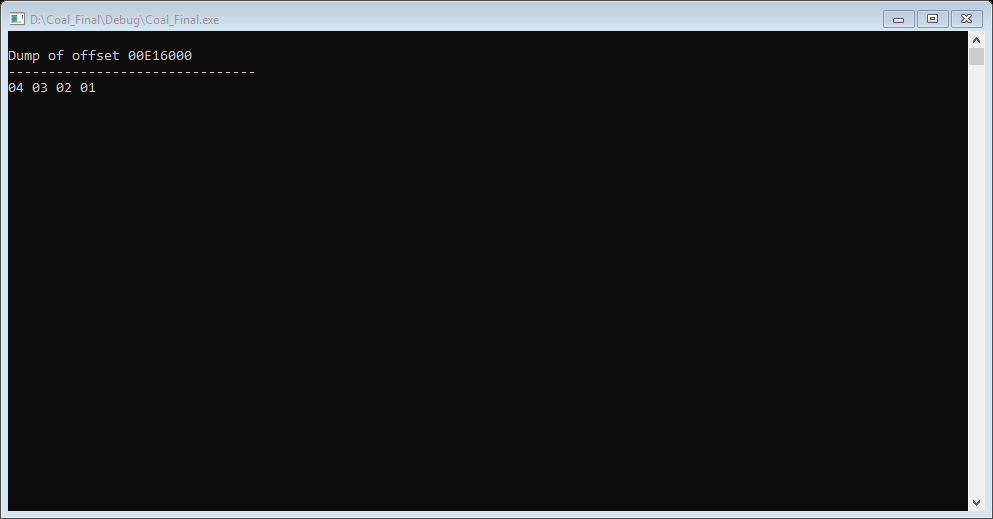 D:\Coal_Final\Debug\Coal_Final.exe
Dump of offset 00E16000
-------------------------------
04 03 02 01